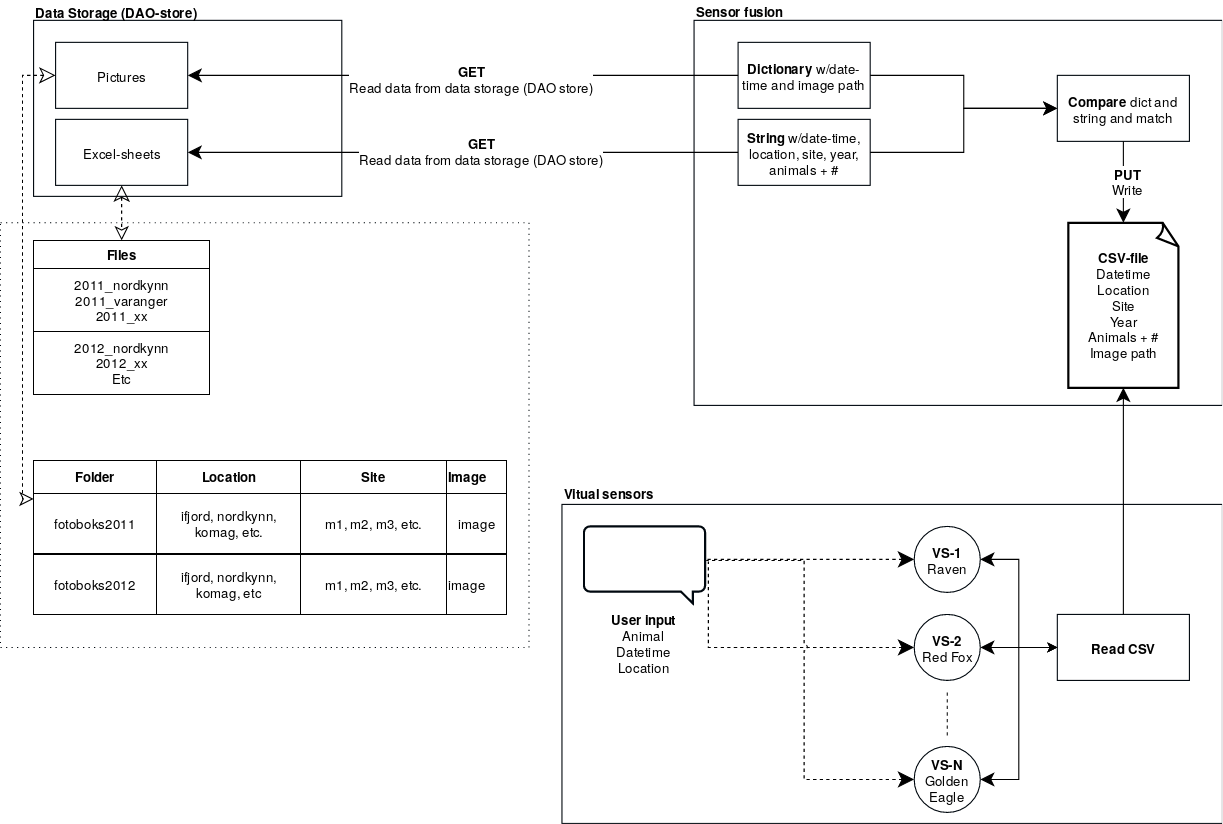 Data Storage (DAO-store)
Pictures
Excel-sheets
GET
Read data from data storage (DAO store)
GET
Read data from data storage (DAO store)
Sensor fusion
Dictionary w/date-
time and image path
String w/date-time,
location, site, year,
animals + #
Compare dict and
string and match
PUT
Write
CSV-file
Datetime
Location
Site
Year
Animals + #
Image path
Files
2011_nordkynn
2011_varanger
2011_xx
2012_nordkynn
2012_xx
Etc
Folder Location Site Image
fotoboks2011
ifjord, nordkynn,
komag, etc.
m1, m2, m3, etc.
image
fotoboks2012
ifjord, nordkynn,
komag, etc
m1, m2, m3, etc.
image
Vitual sensors
User input
Animal
Datetime
Location
VS-1
Raven
VS-2
Red Fox
VS-N
Golden
Eagle
Read CSV